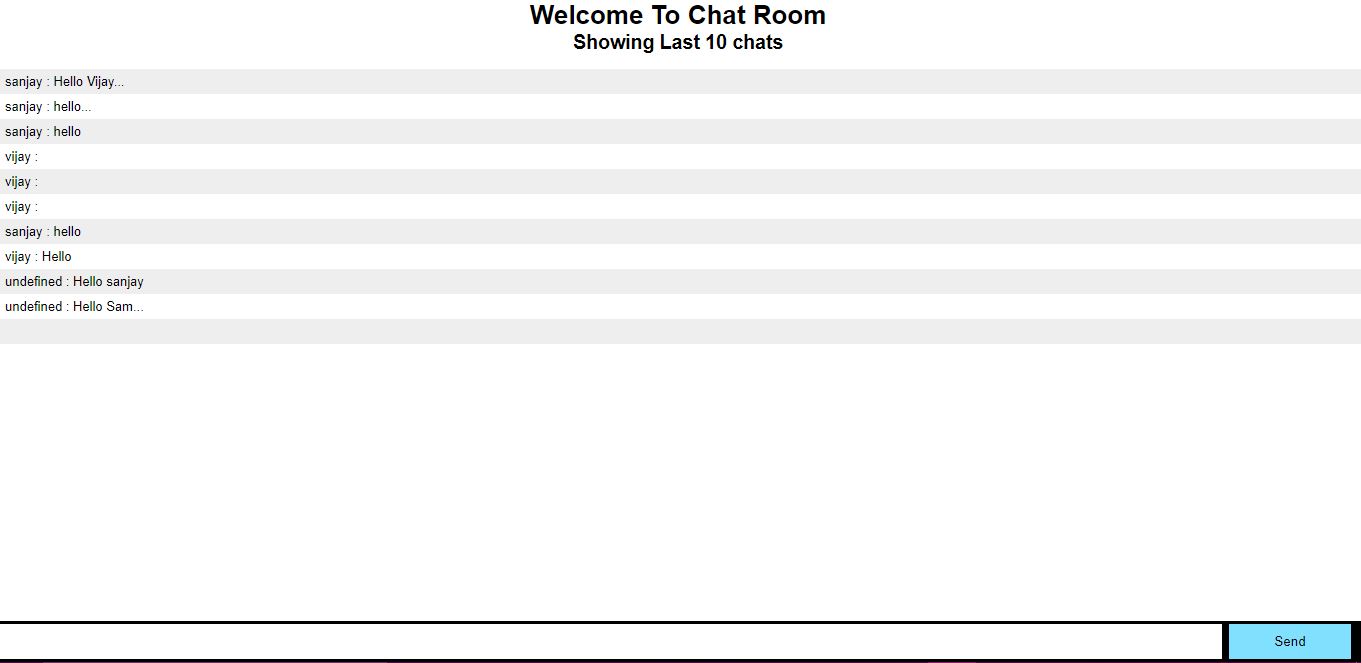 Welcome To Chat Room
Showing Last 10 chats
sanjay : Hello Vijay...
sanjay : hello...
sanjay : hello
vijay :
vijay :
vijay :
sanjay : hello
vijay : Hello
undefined : Hello sanjay
undefined : Hello Sam...
Send